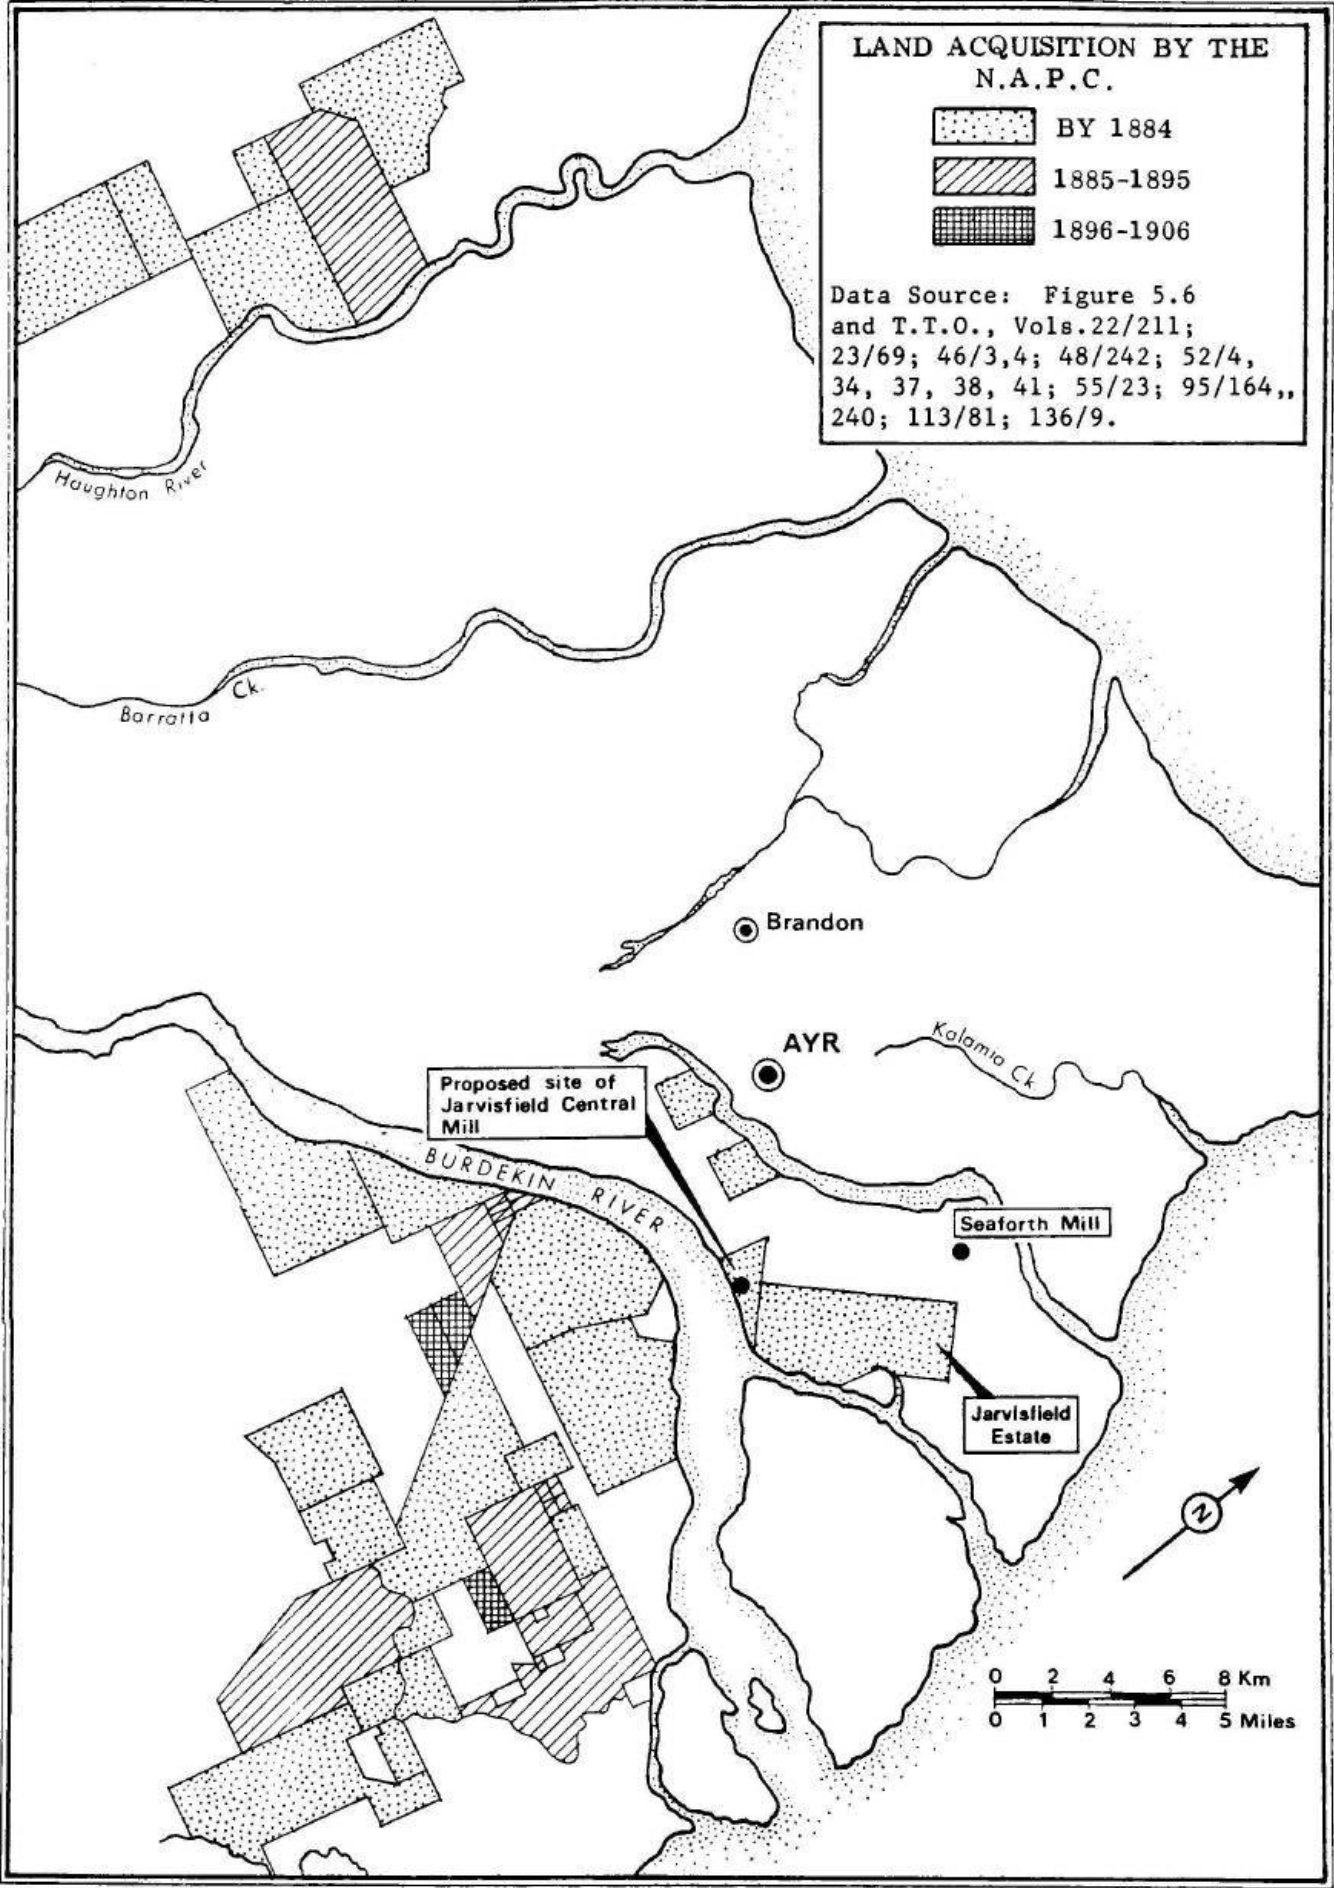 LAND ACQUISITION BY THE
N.A.P.C.
BY 1884
1885-1895
1896-1906
Data Source: Figure 5.6
and T.T.O., Vols.22/211;
23/69; 46/3,4; 48/242; 52/4,
34, 37, 38, 41; 55/23; 95/164,,
240; 113/81; 136/9.
Haughton River
Barratta Ck.
Brandon
AYR
Kalamia Ck
Proposed site of
Jarvisfield Central
Mill
BURDEKIN RIVER
Seaforth Mill
Jarvisfield
Estate
N
0 2 4 6 8 Km
0 1 2 3 4 5 Miles